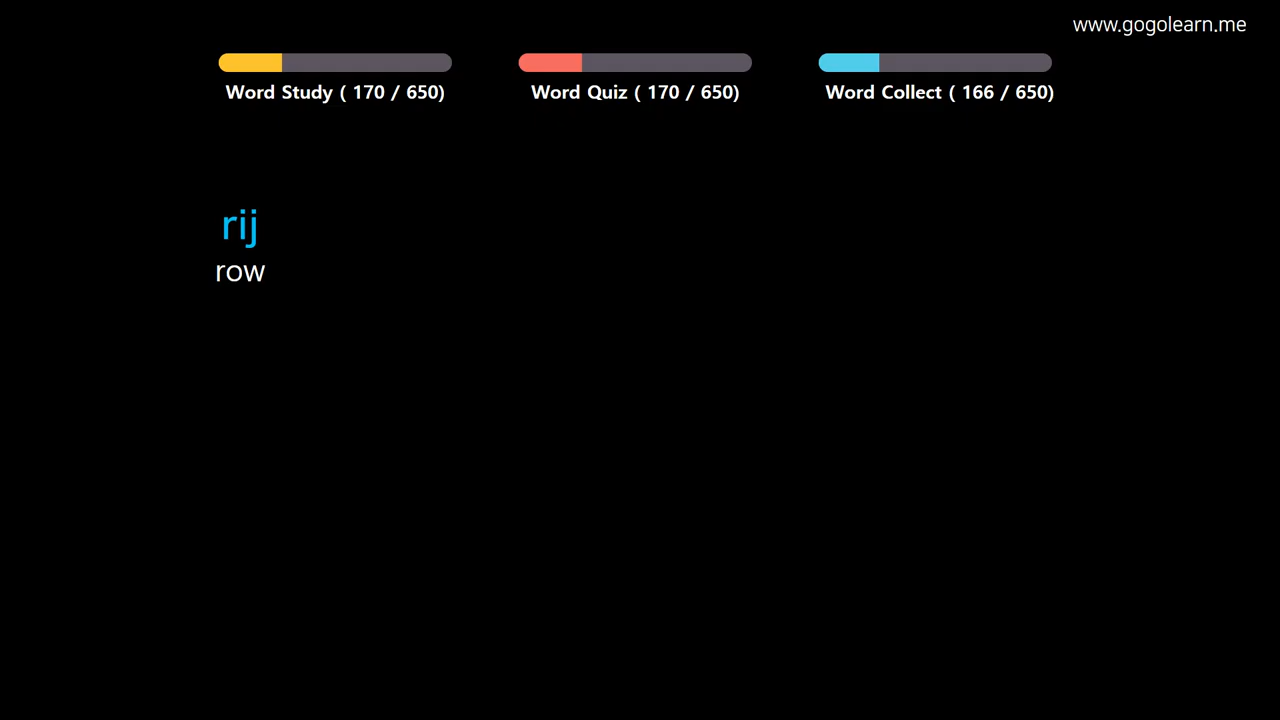 www.gogolearn.me
Word Study ( 170 / 650)
Word Quiz ( 170 / 650)
Word Collect ( 166 / 650)
rij
row